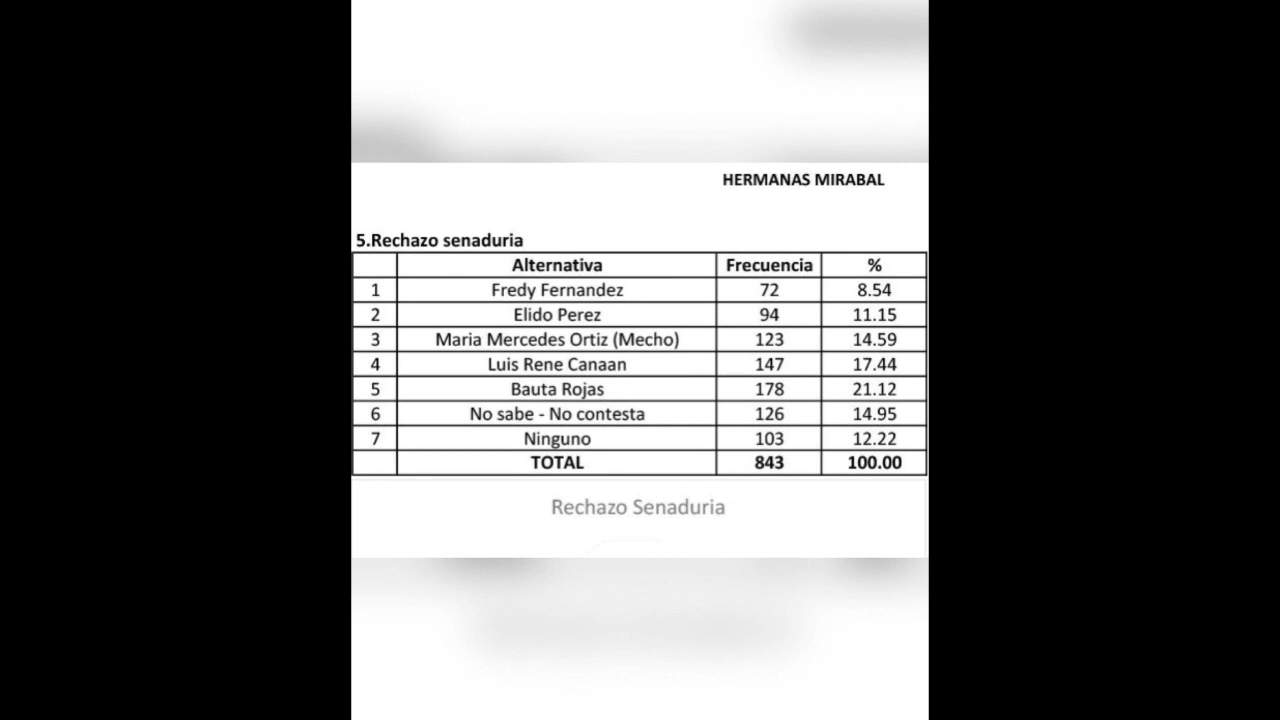 HERMANAS MIRABAL
5.Rechazo senaduria
Alternativa Frecuencia %
1 Fredy Fernandez 72 8.54
2 Elido Perez 94 11.15
3 Maria Mercedes Ortiz (Mecho) 123 14.59
4 Luis Rene Canaan 147 17.44
5 Bauta Rojas 178 21.12
6 No sabe - No contesta 126 14.95
7 Ninguno 103 12.22
TOTAL 843 100.00
Rechazo Senaduria